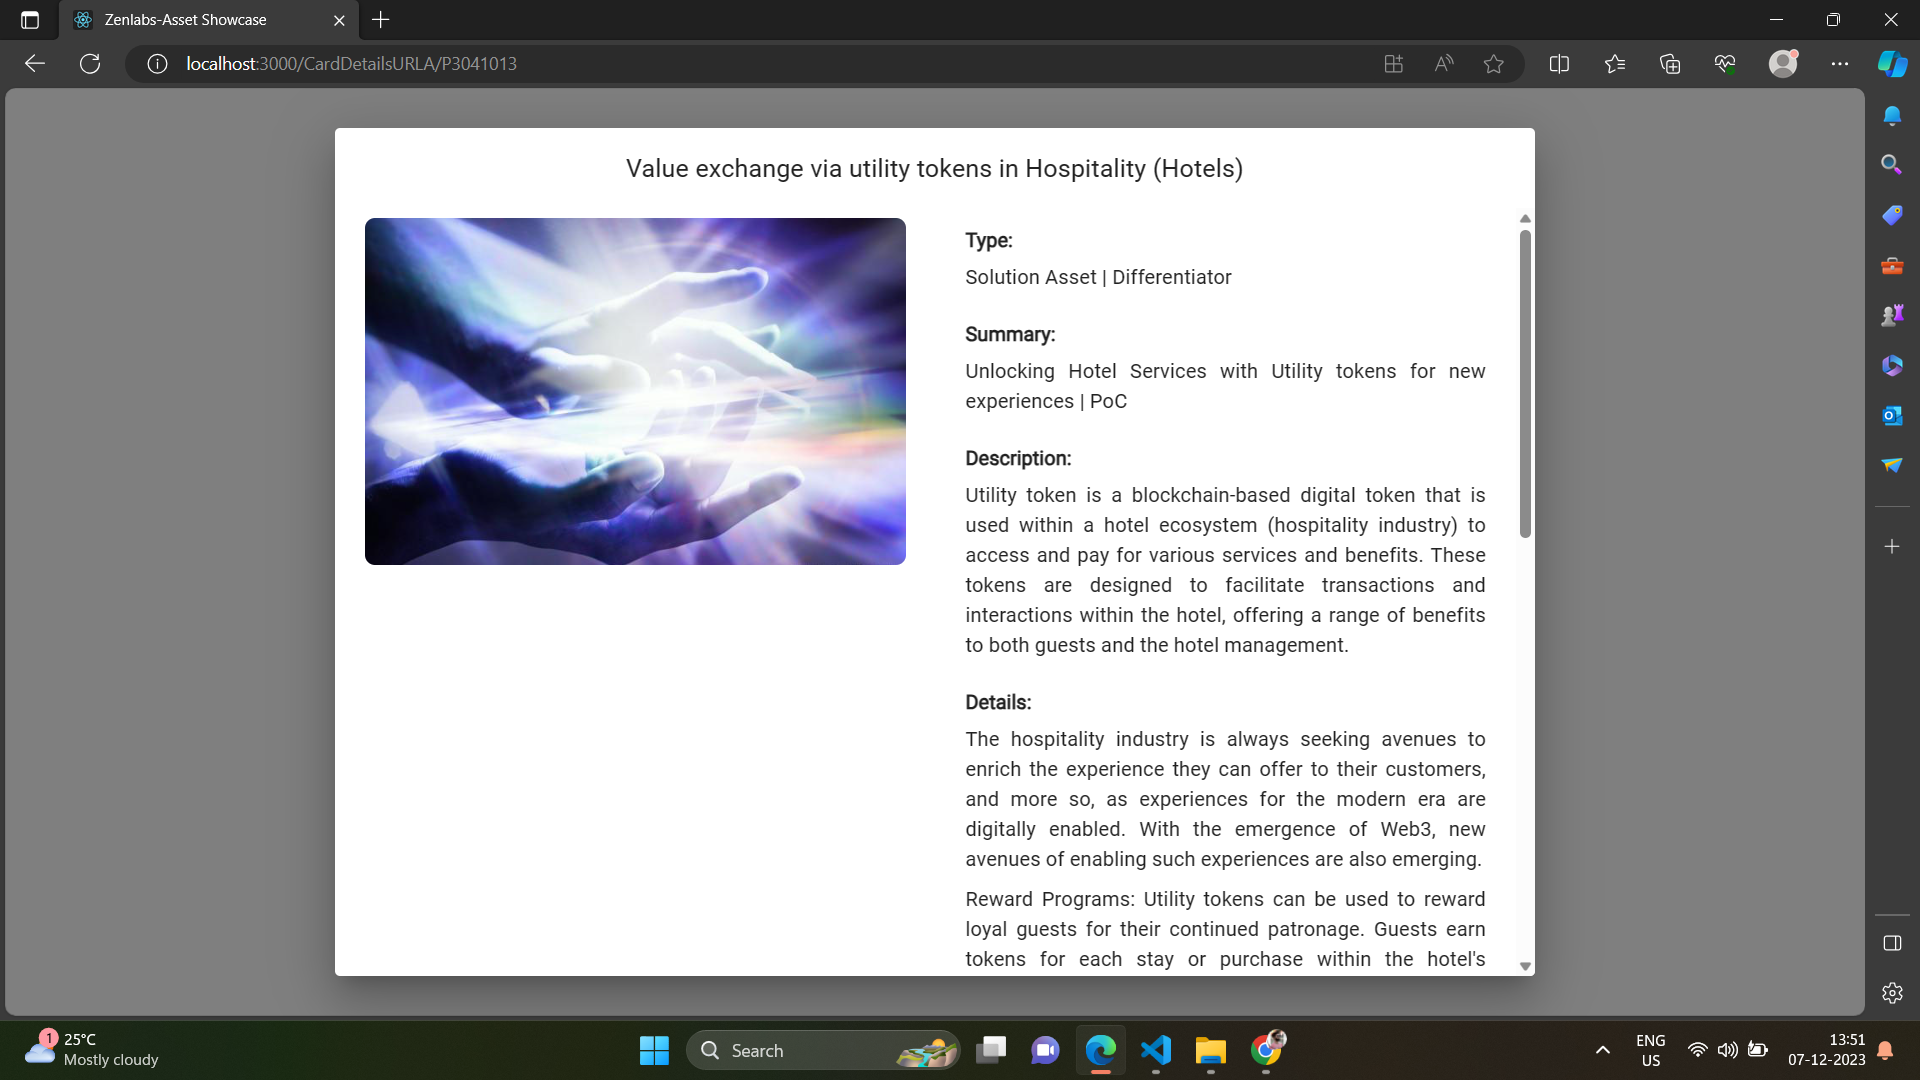 Zenlabs-Asset Showcase
localhost:3000/CardDetailsURLA/P3041013
Value exchange via utility tokens in Hospitality (Hotels)
Type:
Solution Asset | Differentiator
Summary:
Unlocking Hotel Services with Utility tokens for new
experiences | PoC
Description:
Utility token is a blockchain-based digital token that is
used within a hotel ecosystem (hospitality industry) to
access and pay for various services and benefits. These
tokens are designed to facilitate transactions and
interactions within the hotel, offering a range of benefits
to both guests and the hotel management.
Details:
The hospitality industry is always seeking avenues to
enrich the experience they can offer to their customers,
and more so, as experiences for the modern era are
digitally enabled. With the emergence of Web3, new
avenues of enabling such experiences are also emerging.
Reward Programs: Utility tokens can be used to reward
loyal guests for their continued patronage. Guests earn
tokens for each stay or purchase within the hotel's
1
25°C
Mostly cloudy
Search
ENG
US
13:51
07-12-2023